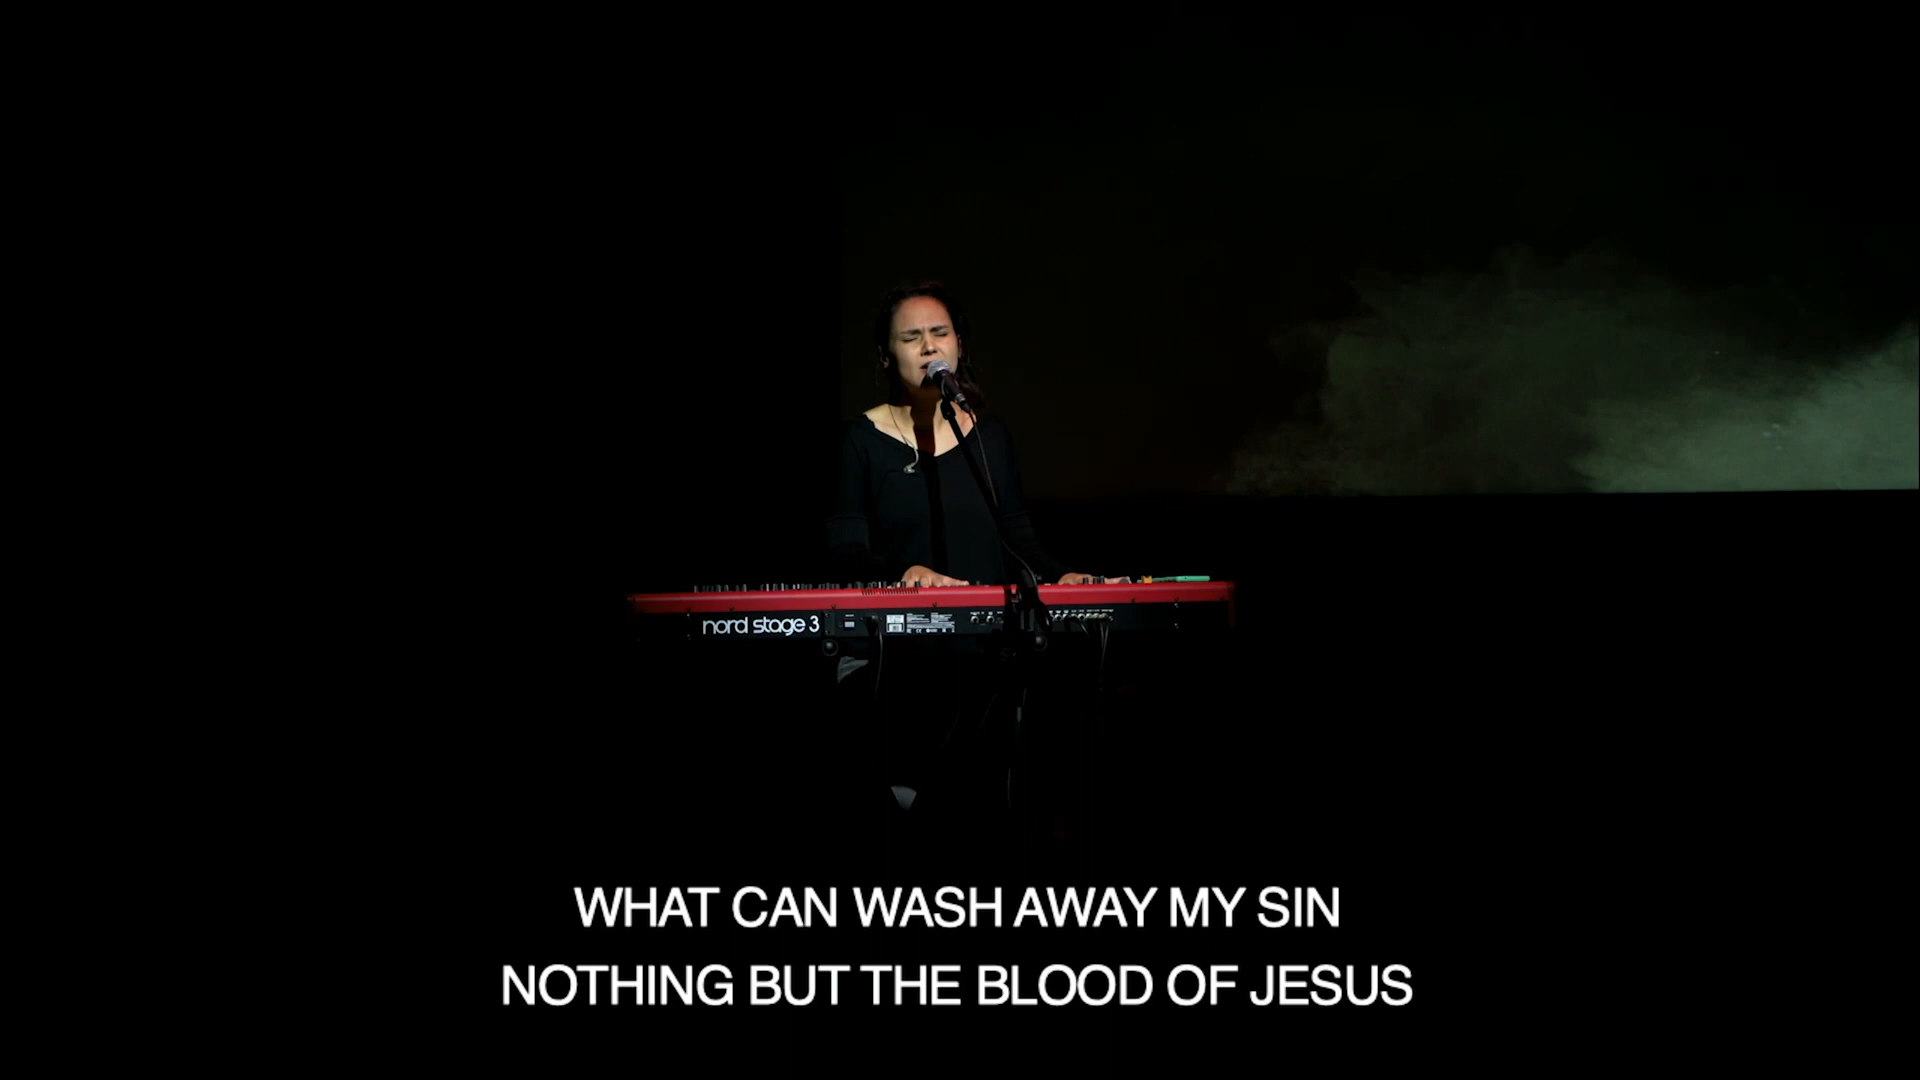 nord stage 3
WHAT CAN WASH AWAY MY SIN
NOTHING BUT THE BLOOD OF JESUS